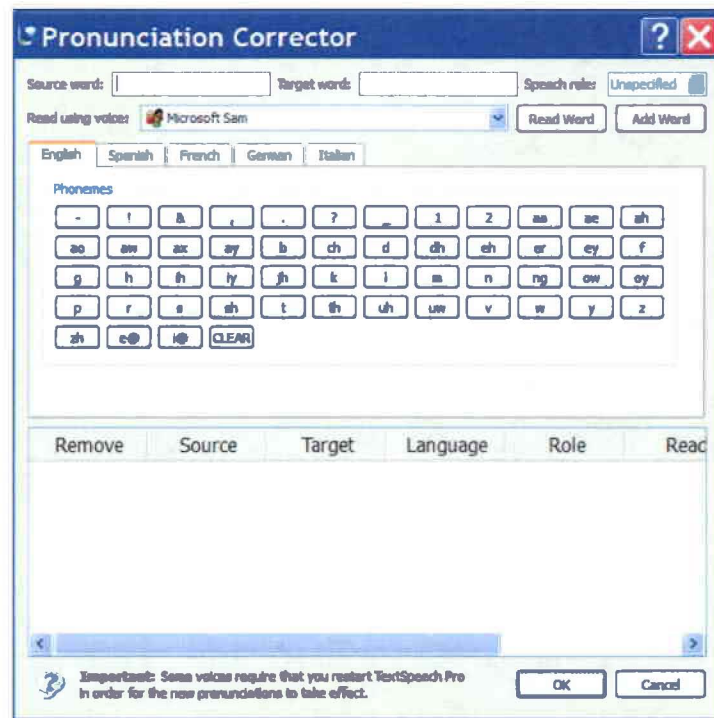 Pronunciation Corrector ? X
Source word: Target word: Speech role: Unspecified
Read using voice: Microsoft Sam Read Word Add Word
English Spanish French German Italian
Phonemes
- ! & , . ? _ 1 2 aa ae ah
ao aw ax ay b ch d dh eh er ey f
g h ih iy jh k l m n ng ow oy
p r s sh t th uh uw v w y z
zh e@ i@ CLEAR
Remove Source Target Language Role Read
Important: Some voices require that you restart TextSpeech Pro
in order for the new pronunciations to take effect.
OK Cancel